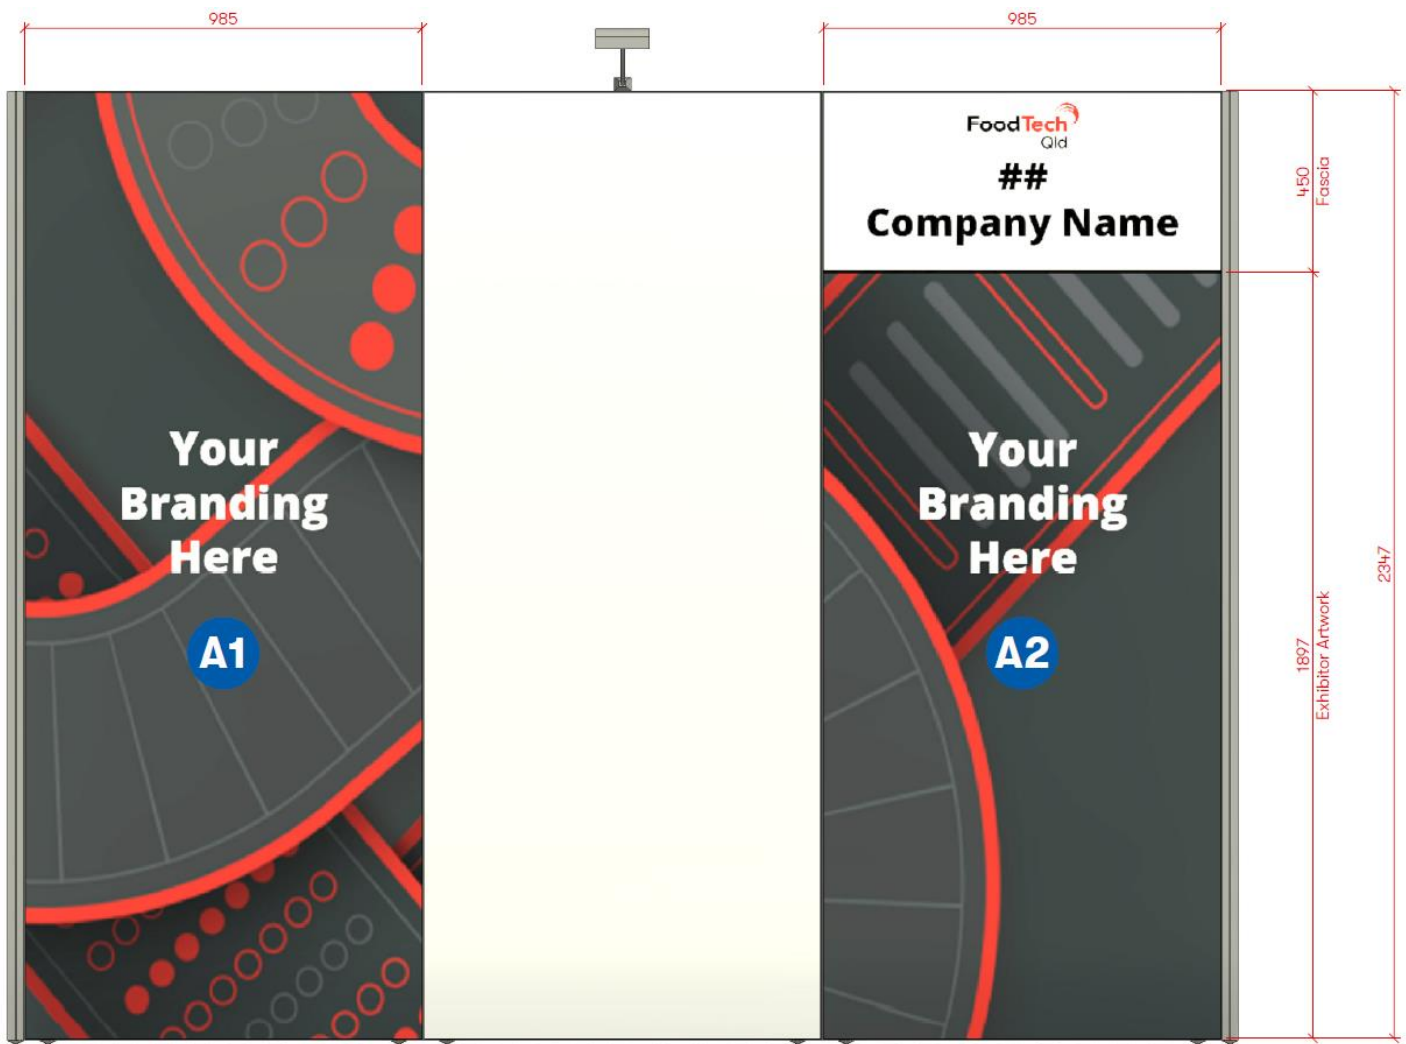 985
985
FoodTech
Qld
##
Company Name
450
Fascia
Your
Branding
Here
A1
Your
Branding
Here
A2
1897
Exhibitor Artwork
2347